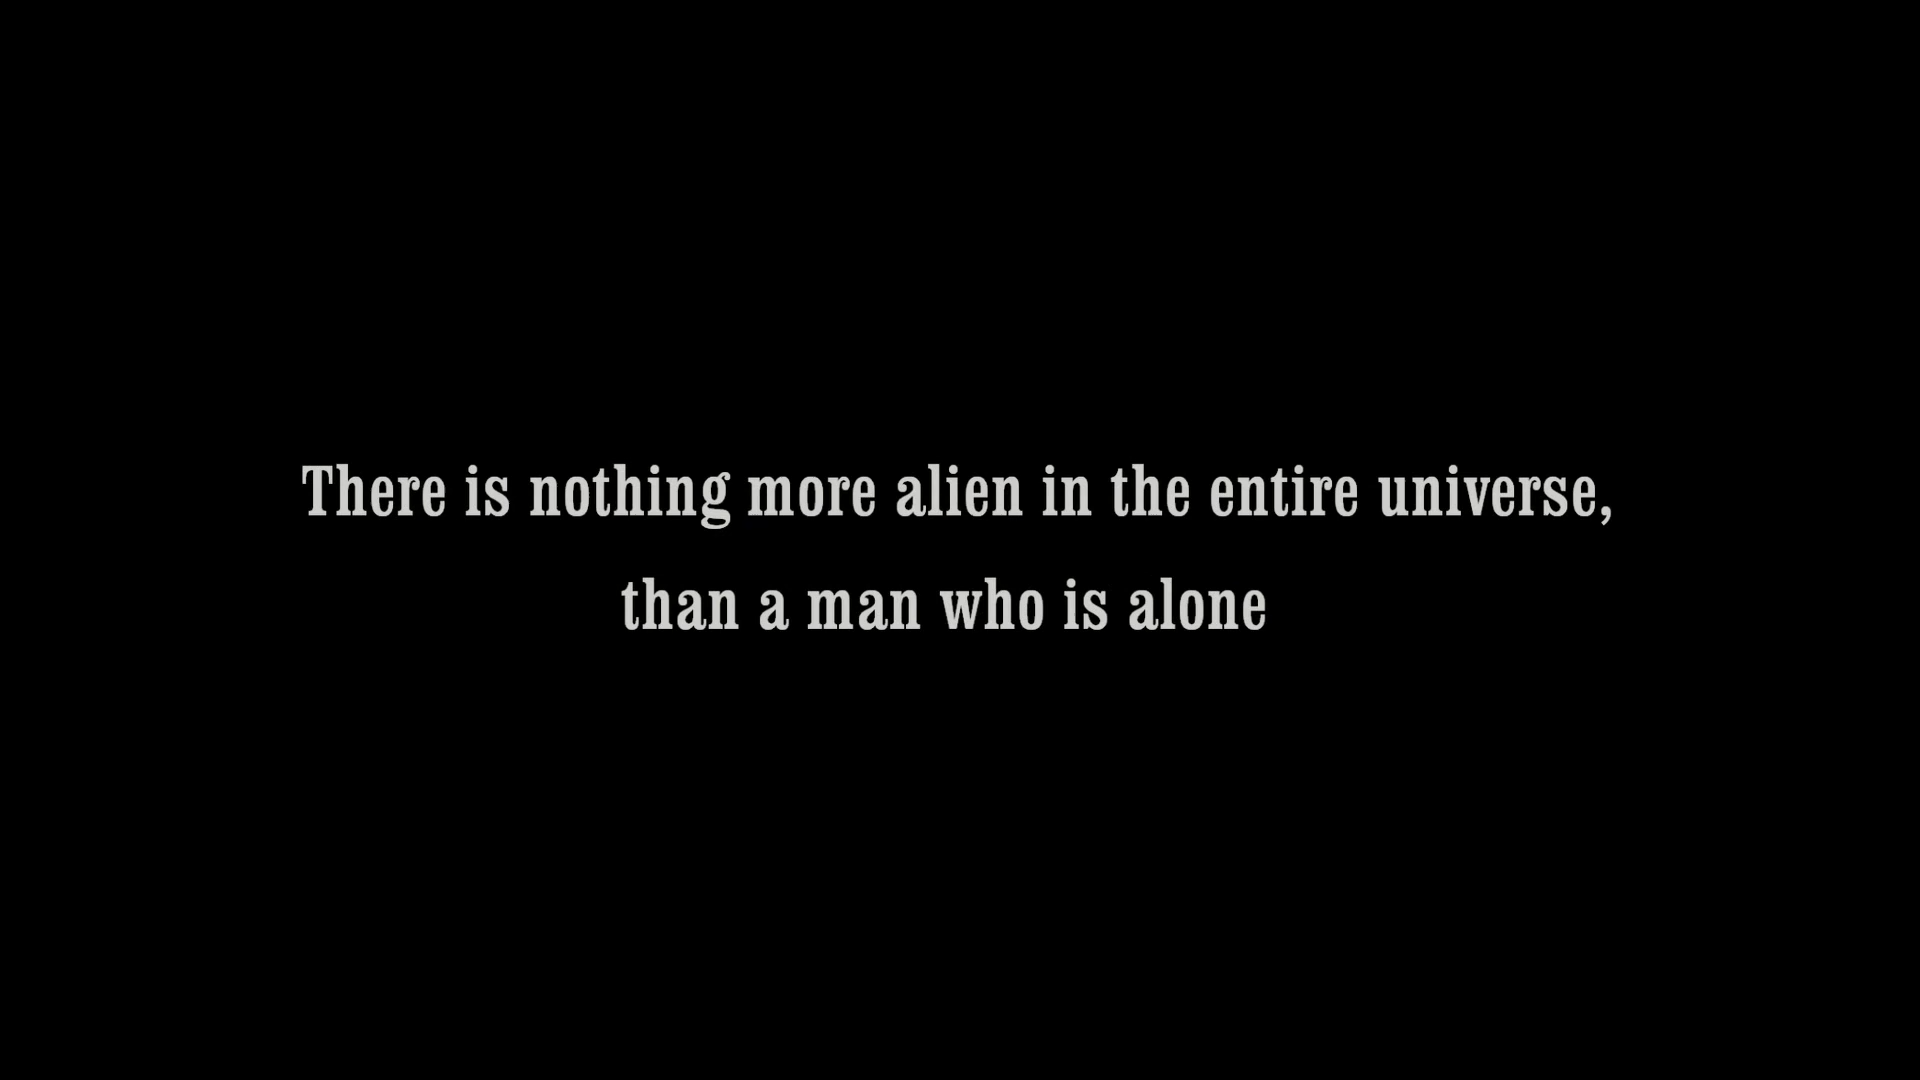 There is nothing more alien in the entire universe,
than a man who is alone